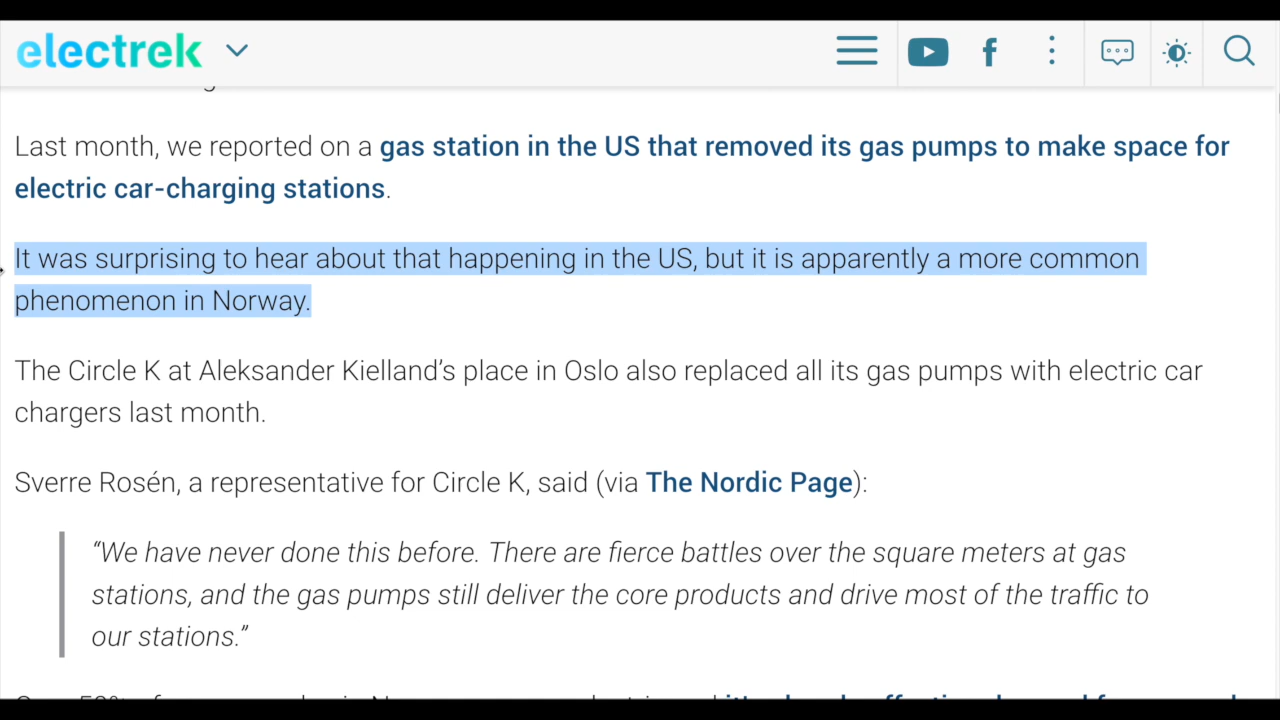 electrek
Last month, we reported on a gas station in the US that removed its gas pumps to make space for
electric car-charging stations.
It was surprising to hear about that happening in the US, but it is apparently a more common
phenomenon in Norway.
The Circle K at Aleksander Kielland’s place in Oslo also replaced all its gas pumps with electric car
chargers last month.
Sverre Rosén, a representative for Circle K, said (via The Nordic Page):
“We have never done this before. There are fierce battles over the square meters at gas
stations, and the gas pumps still deliver the core products and drive most of the traffic to
our stations.”